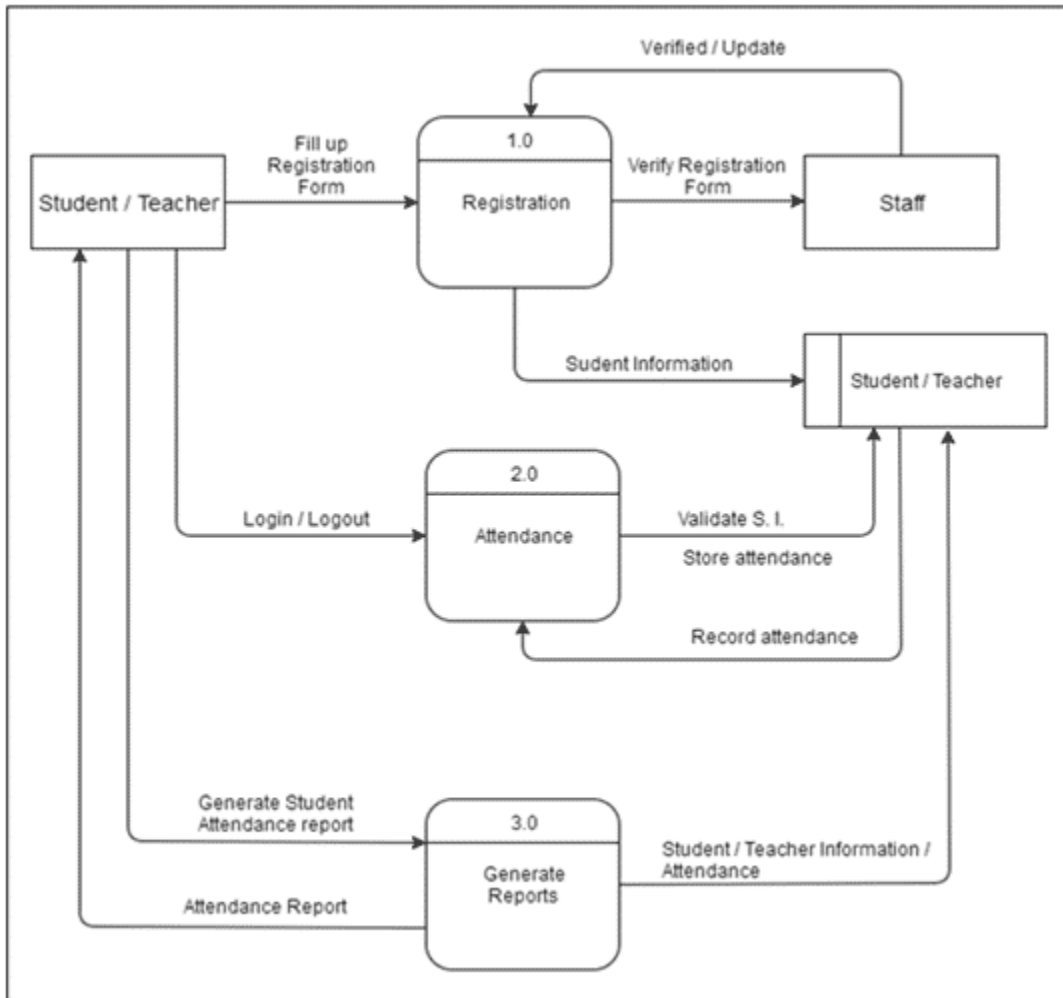 Verified / Update
1.0
Fill up
Registration
Form
Verify Registration
Form
Student / Teacher
Registration
Staff
Sudent Information
Student / Teacher
2.0
Login / Logout
Attendance
Validate S. I.
Store attendance
Record attendance
Generate Student
Attendance report
3.0
Generate
Reports
Student / Teacher Information /
Attendance
Attendance Report